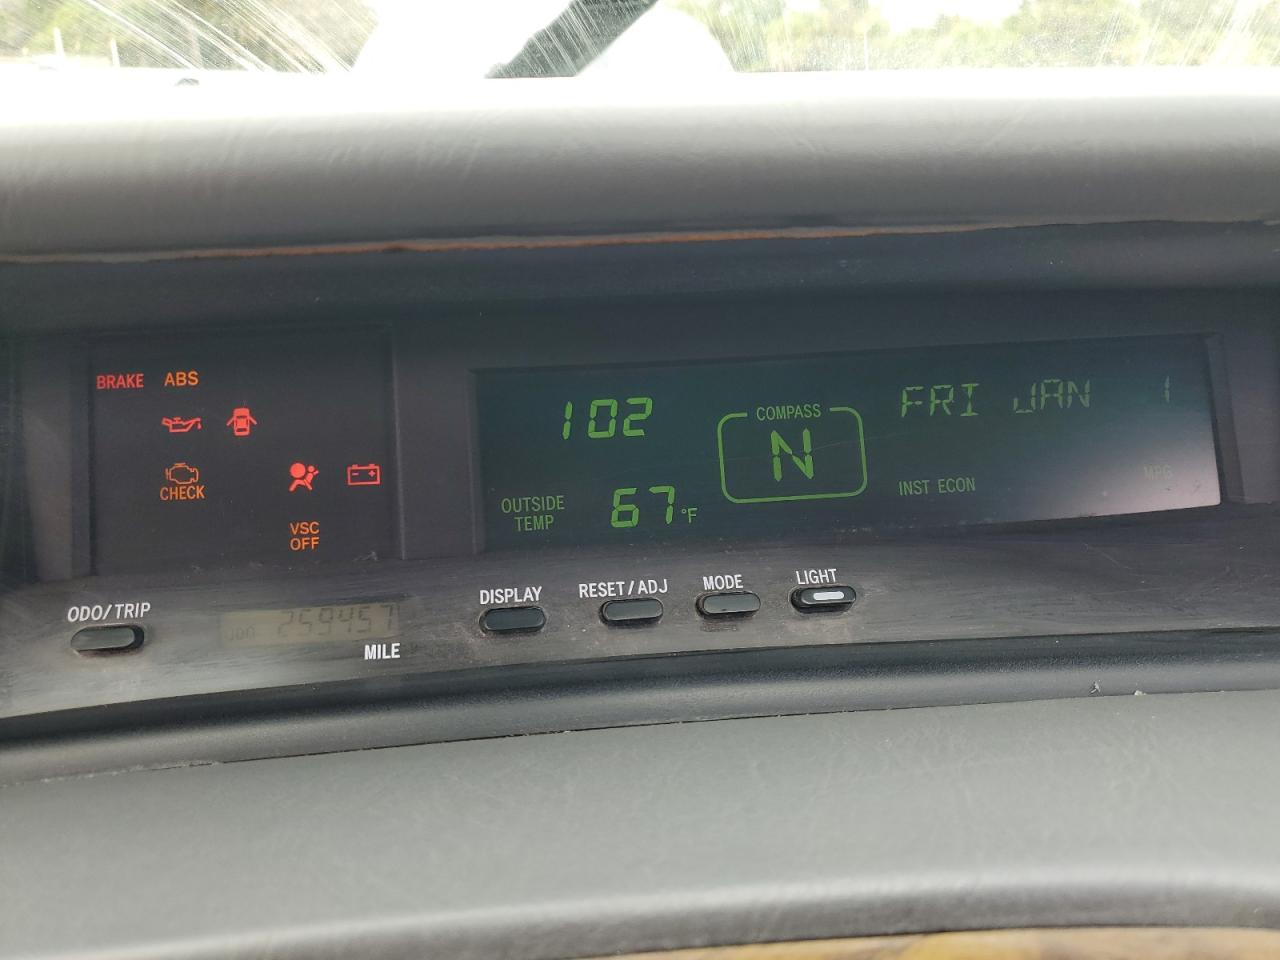 BRAKE ABS
CHECK
VSC
OFF
102
COMPASS
N
FRI JAN 1
OUTSIDE
TEMP
67°F
INST ECON
MPG
ODO/TRIP
ODO 259457
MILE
DISPLAY
RESET/ADJ
MODE
LIGHT